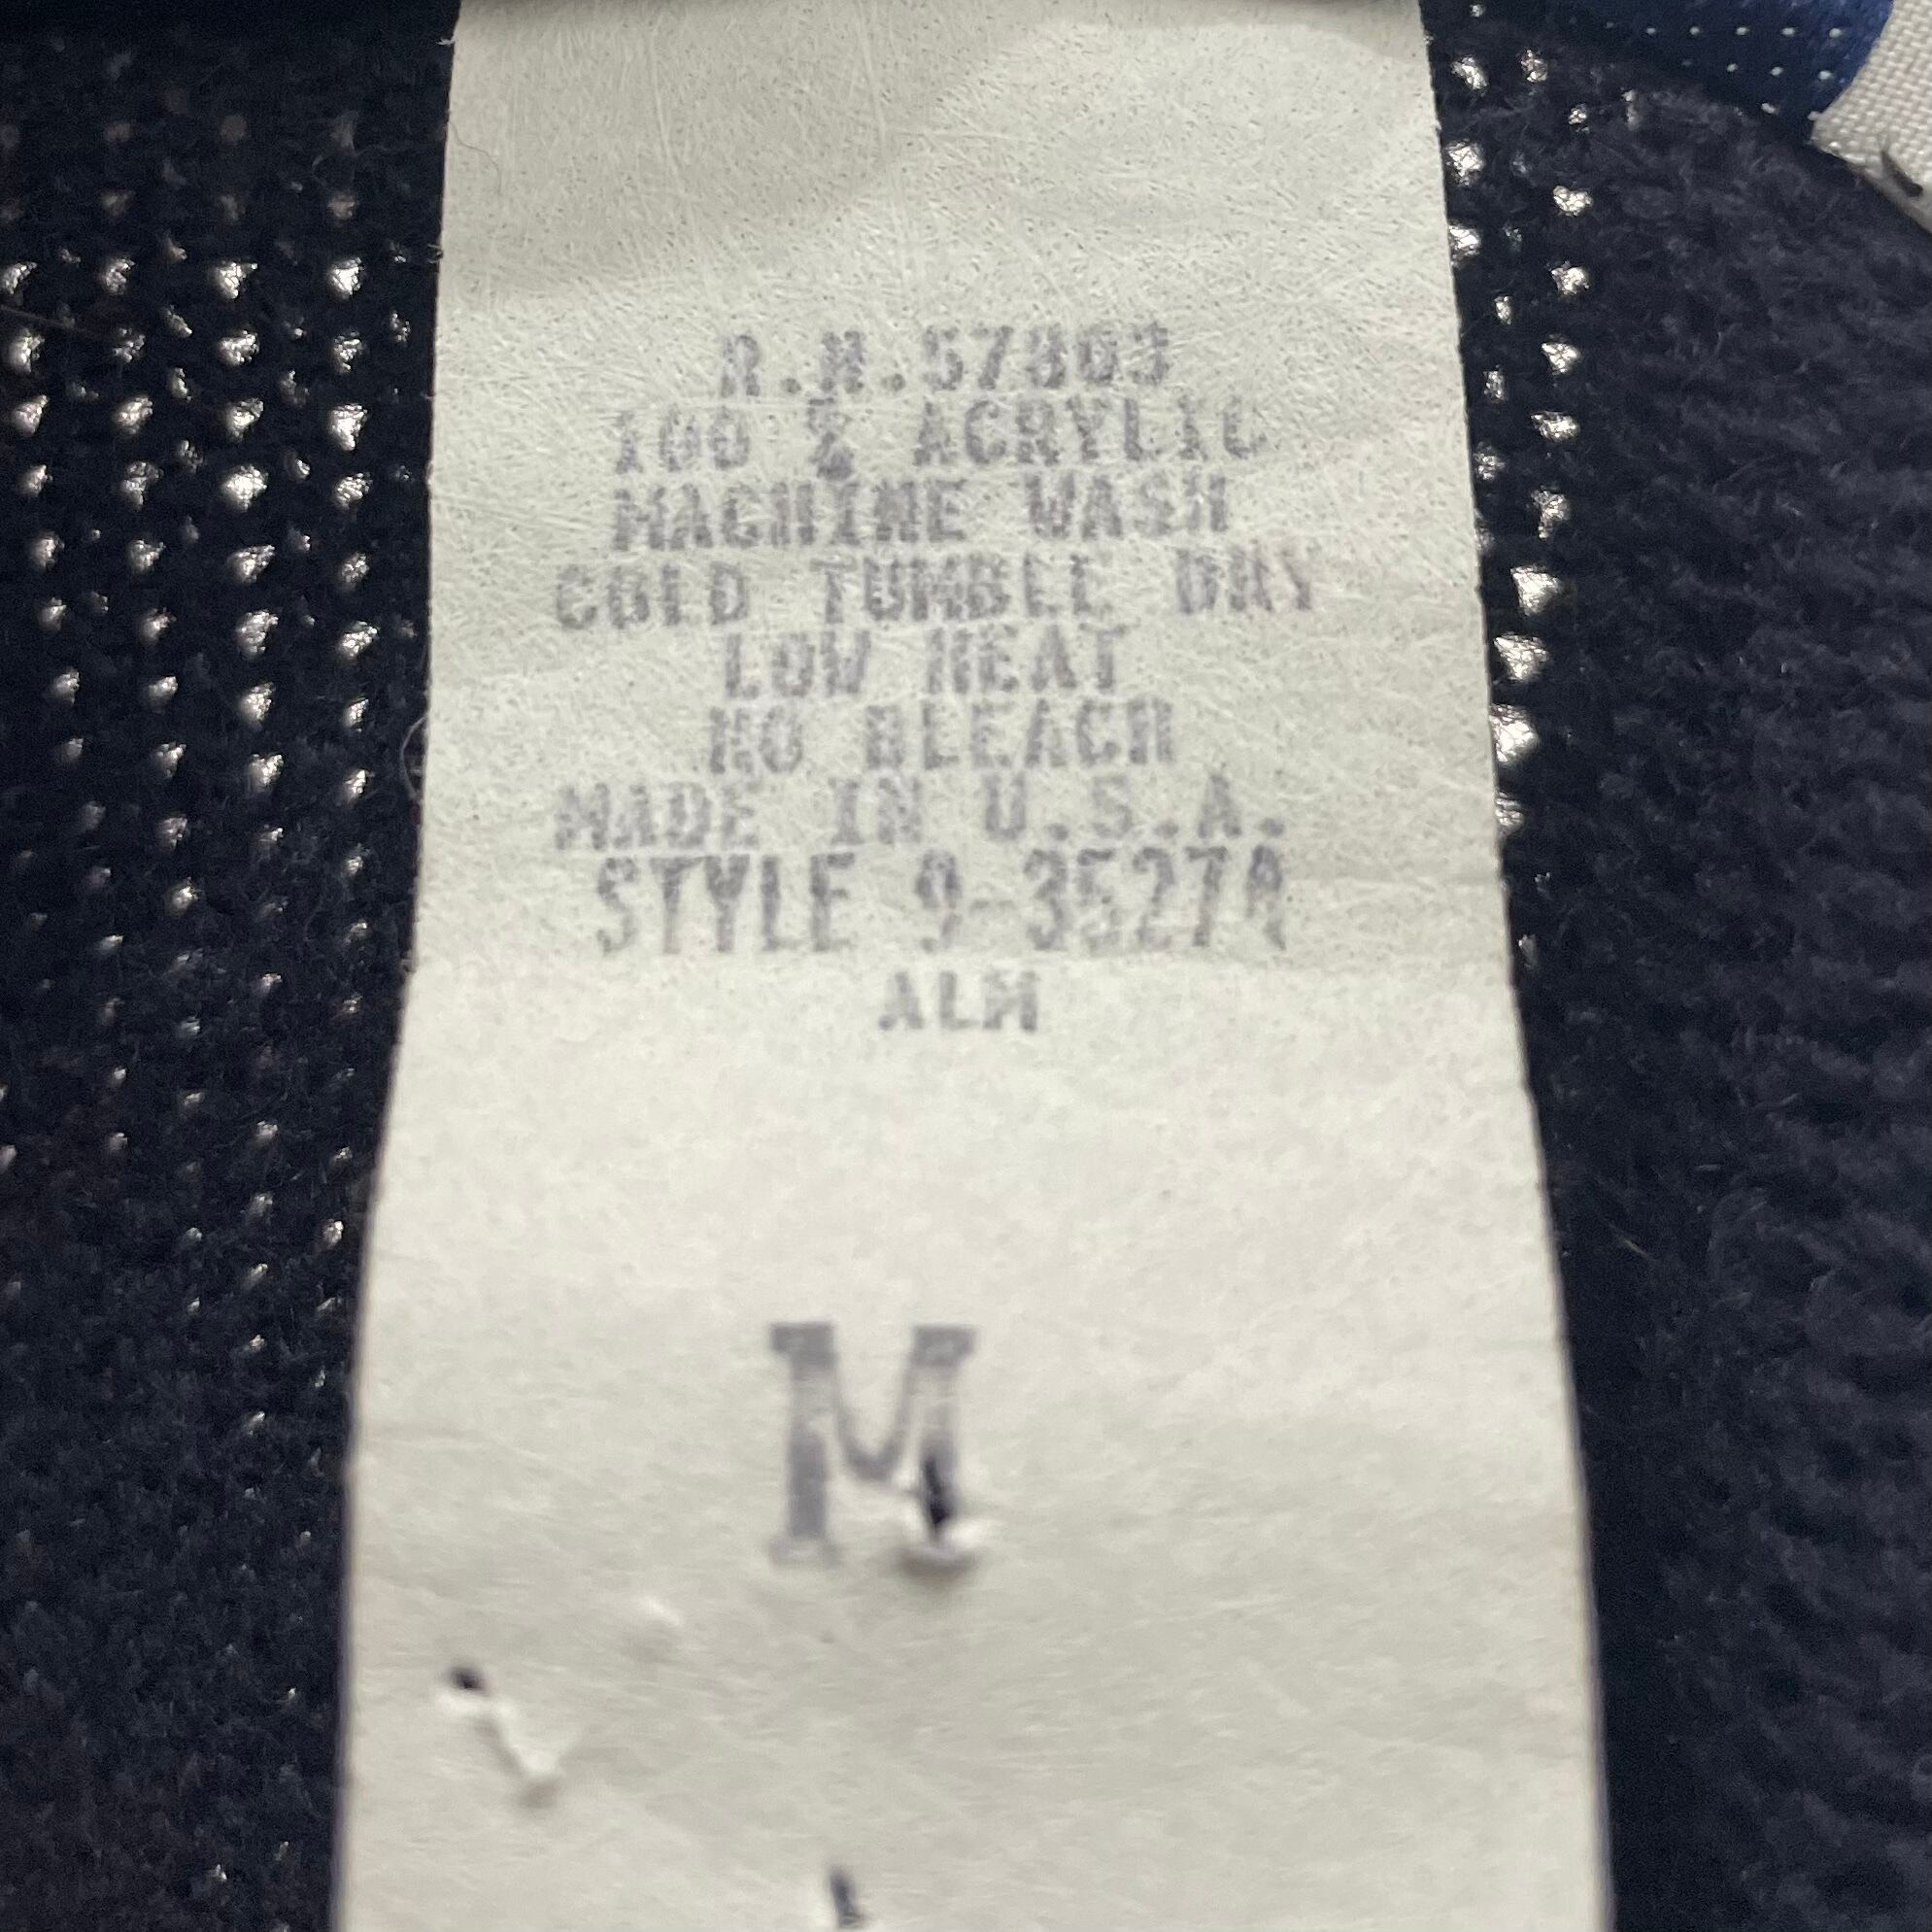 R.N.57803
100 % ACRYLIC
MACHINE WASH
COLD TUMBLE DRY
LOW HEAT
NO BLEACH
MADE IN U.S.A.
STYLE 9-3527A
ALM
M